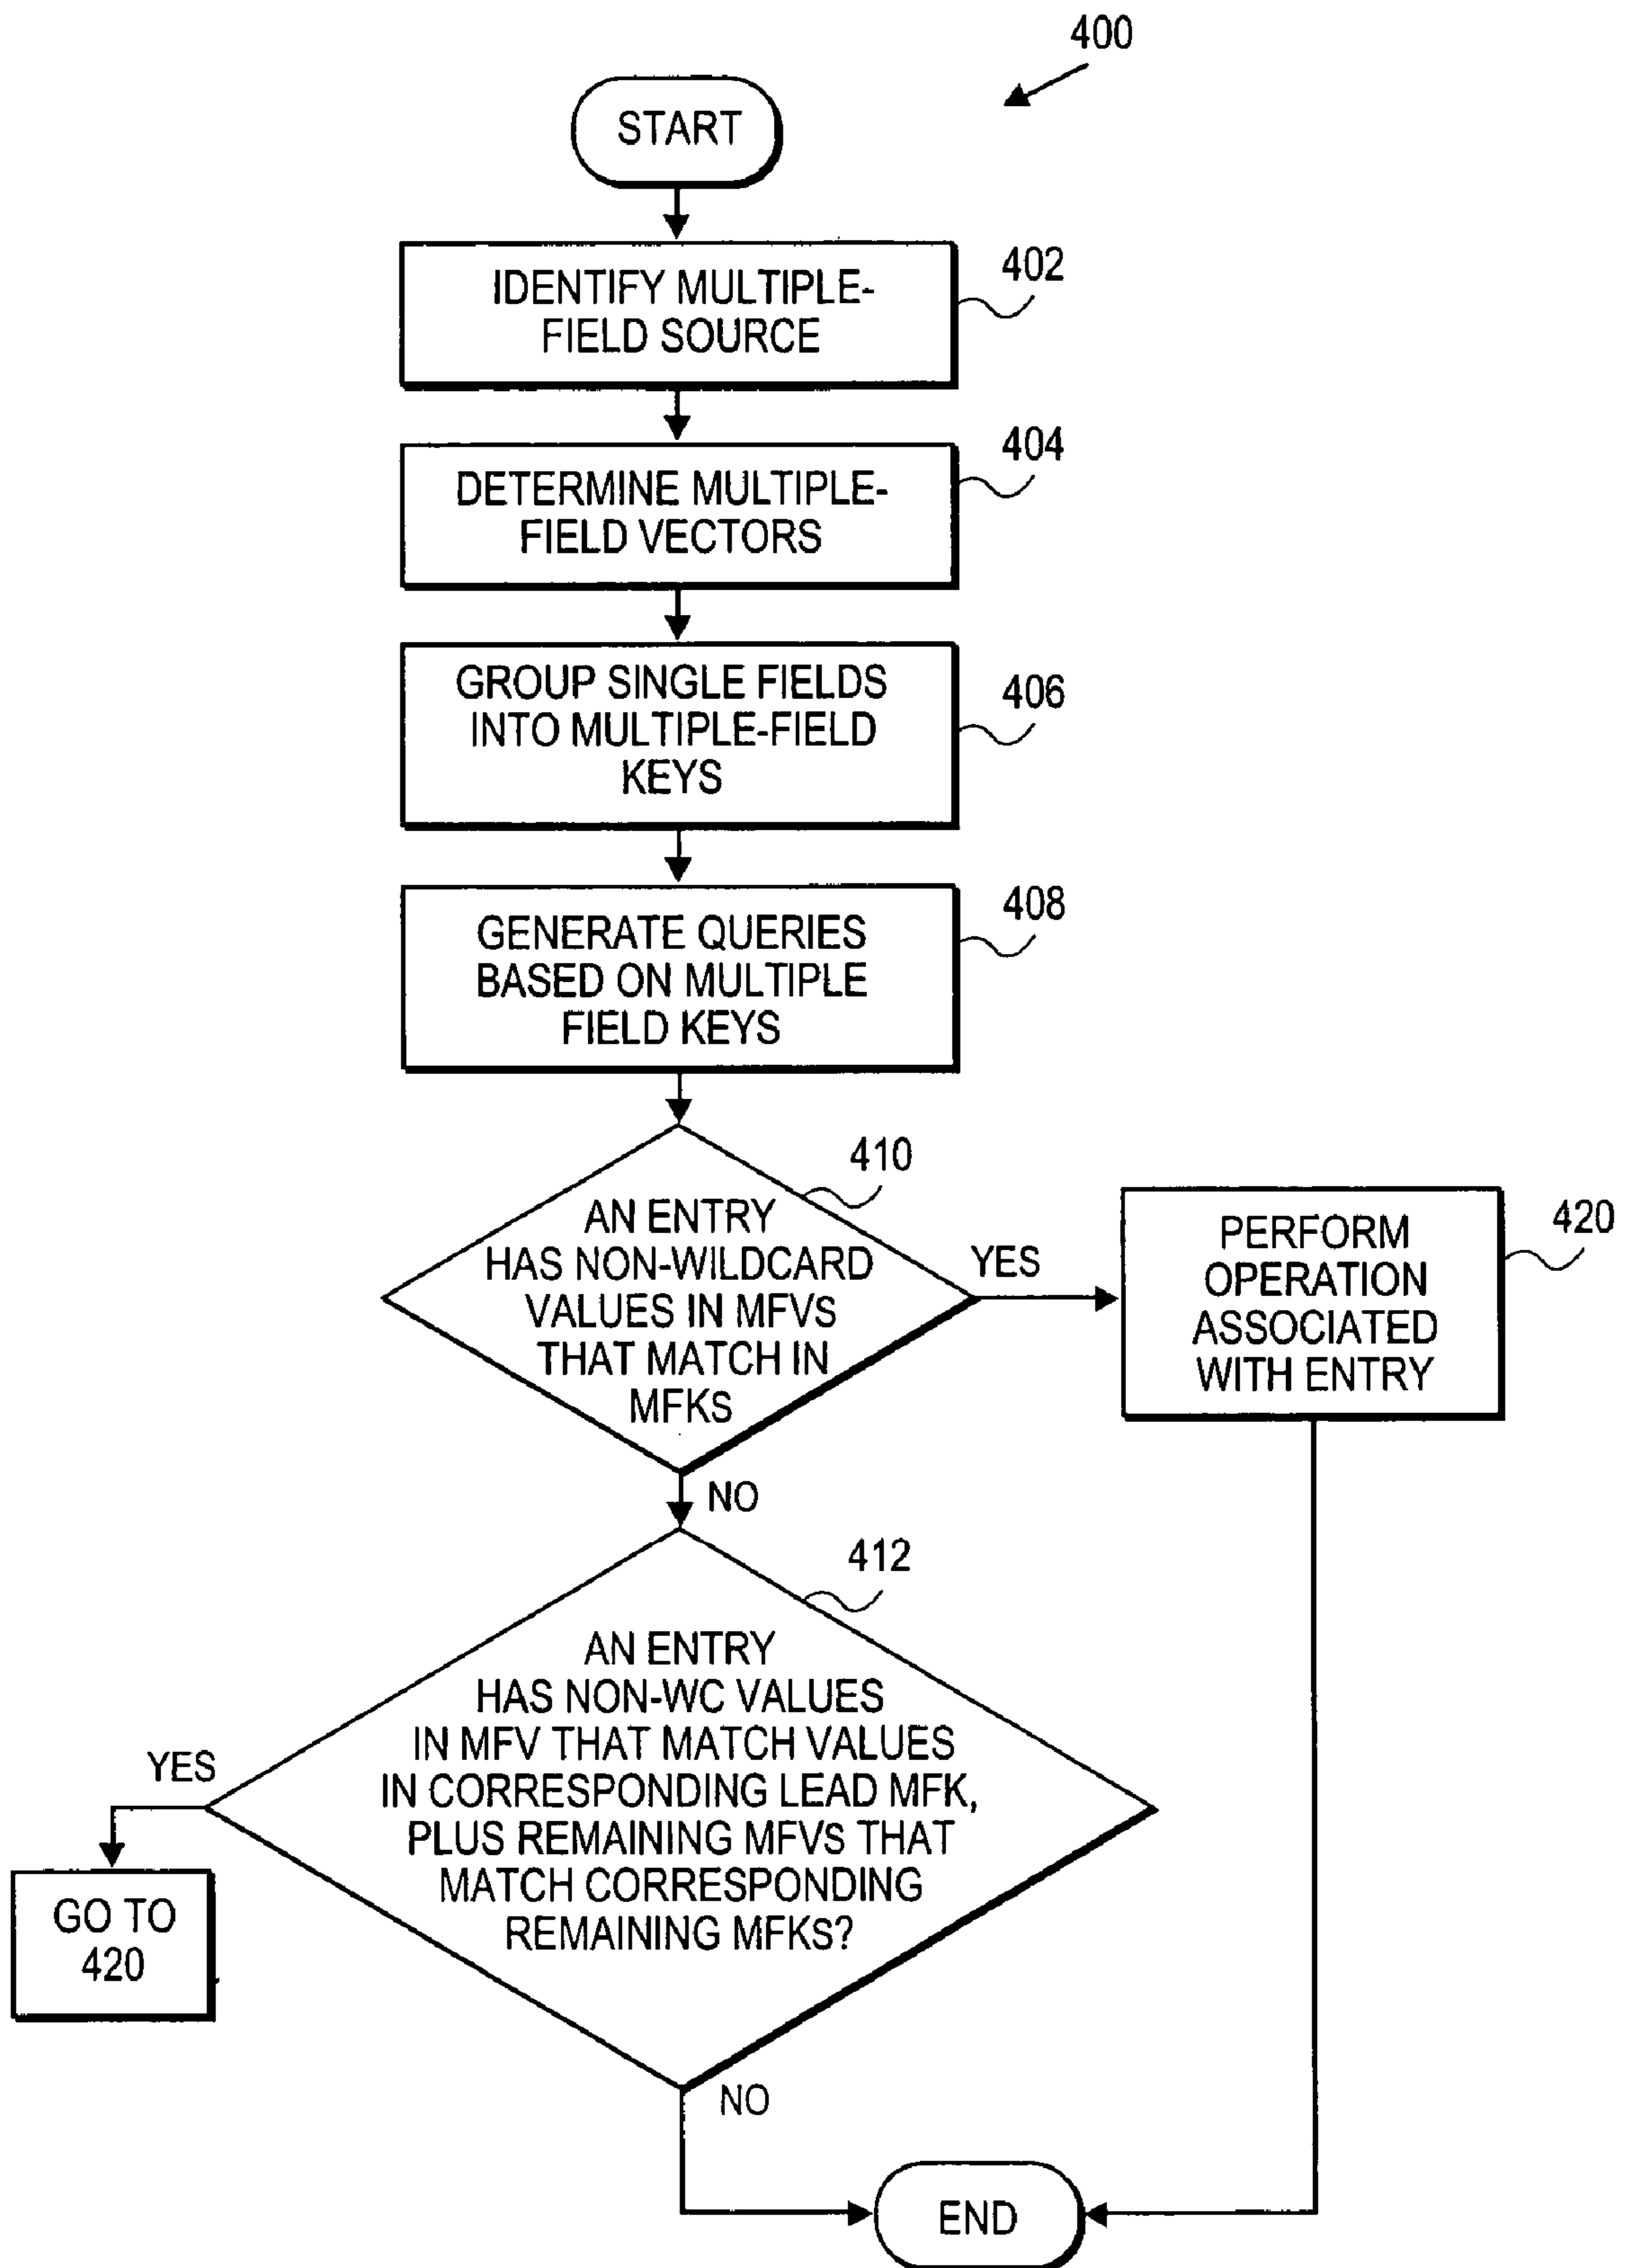 400
START
IDENTIFY MULTIPLE-
FIELD SOURCE
402
DETERMINE MULTIPLE-
FIELD VECTORS
404
GROUP SINGLE FIELDS
INTO MULTIPLE-FIELD
KEYS
406
GENERATE QUERIES
BASED ON MULTIPLE
FIELD KEYS
408
AN ENTRY
HAS NON-WILDCARD
VALUES IN MFVs
THAT MATCH IN
MFKs
410
YES
PERFORM
OPERATION
ASSOCIATED
WITH ENTRY
420
NO
AN ENTRY
HAS NON-WC VALUES
IN MFV THAT MATCH VALUES
IN CORRESPONDING LEAD MFK,
PLUS REMAINING MFVs THAT
MATCH CORRESPONDING
REMAINING MFKs?
412
YES
GO TO
420
NO
END